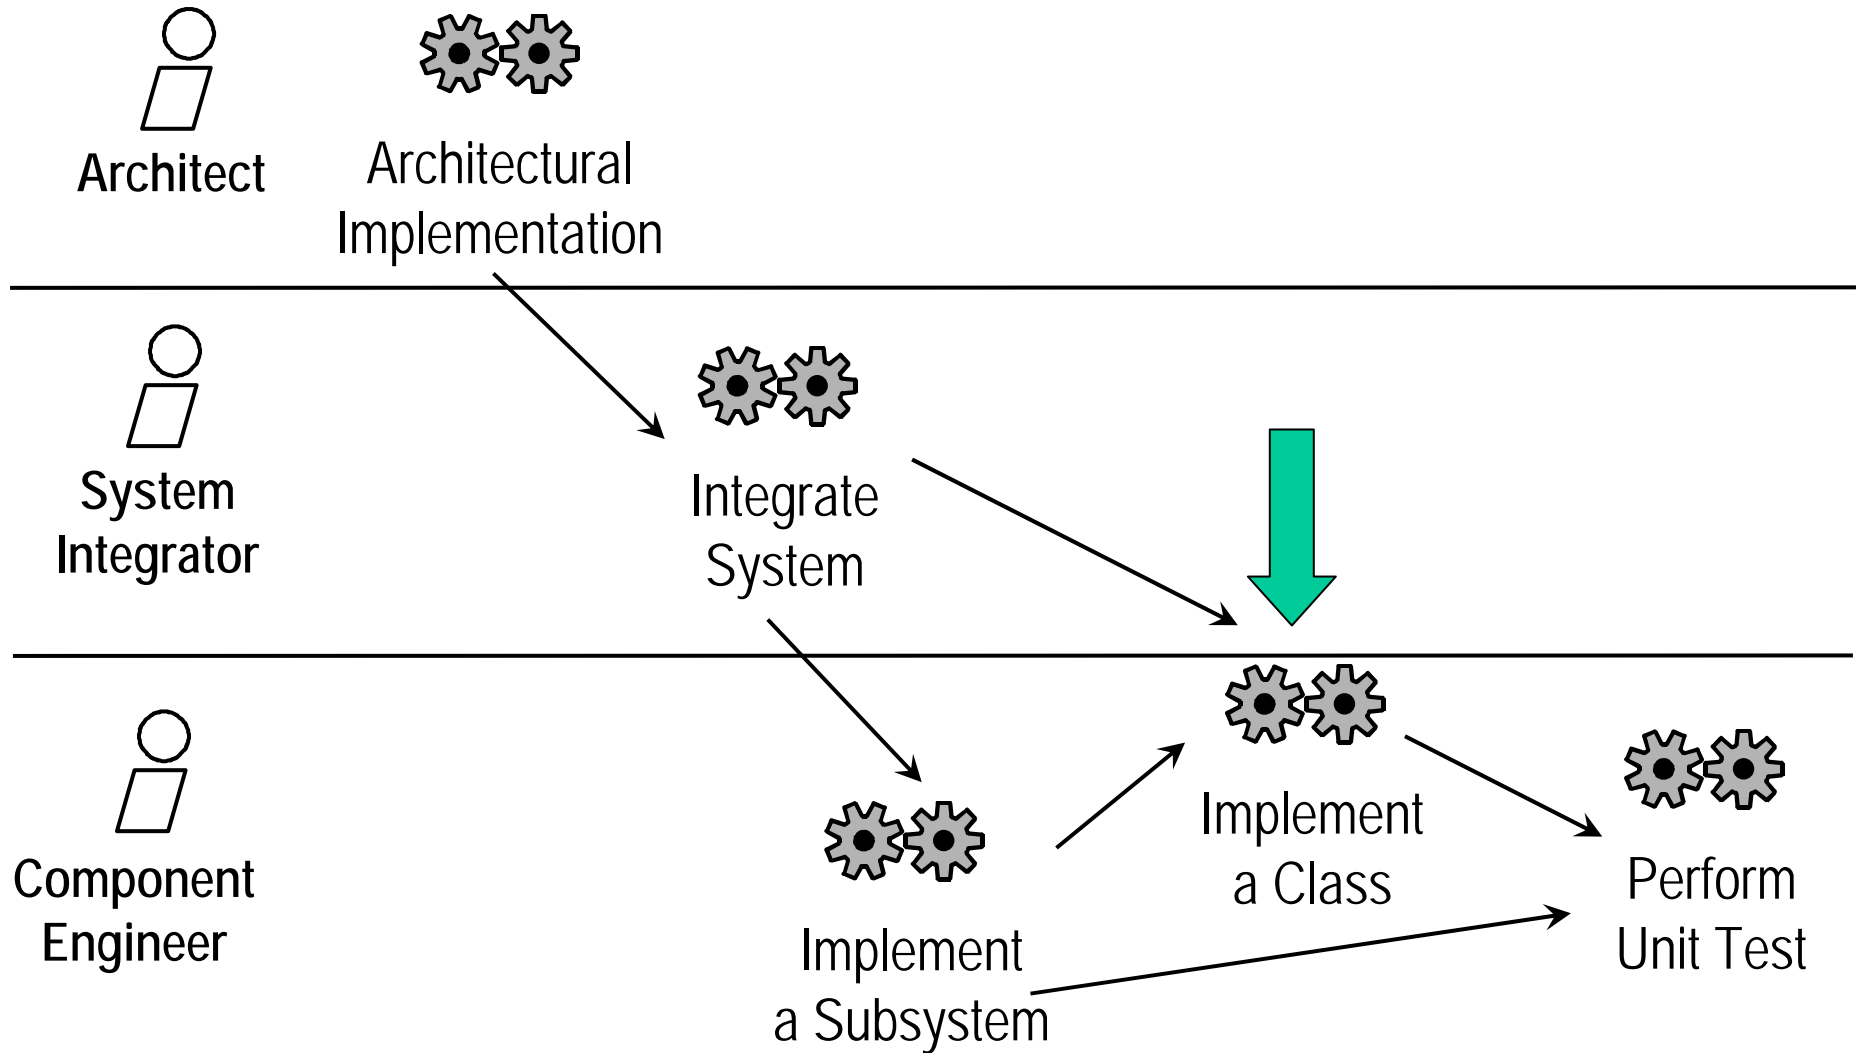 Architect
Architectural
Implementation
System
Integrator
Integrate
System
Component
Engineer
Implement
a Subsystem
Implement
a Class
Perform
Unit Test